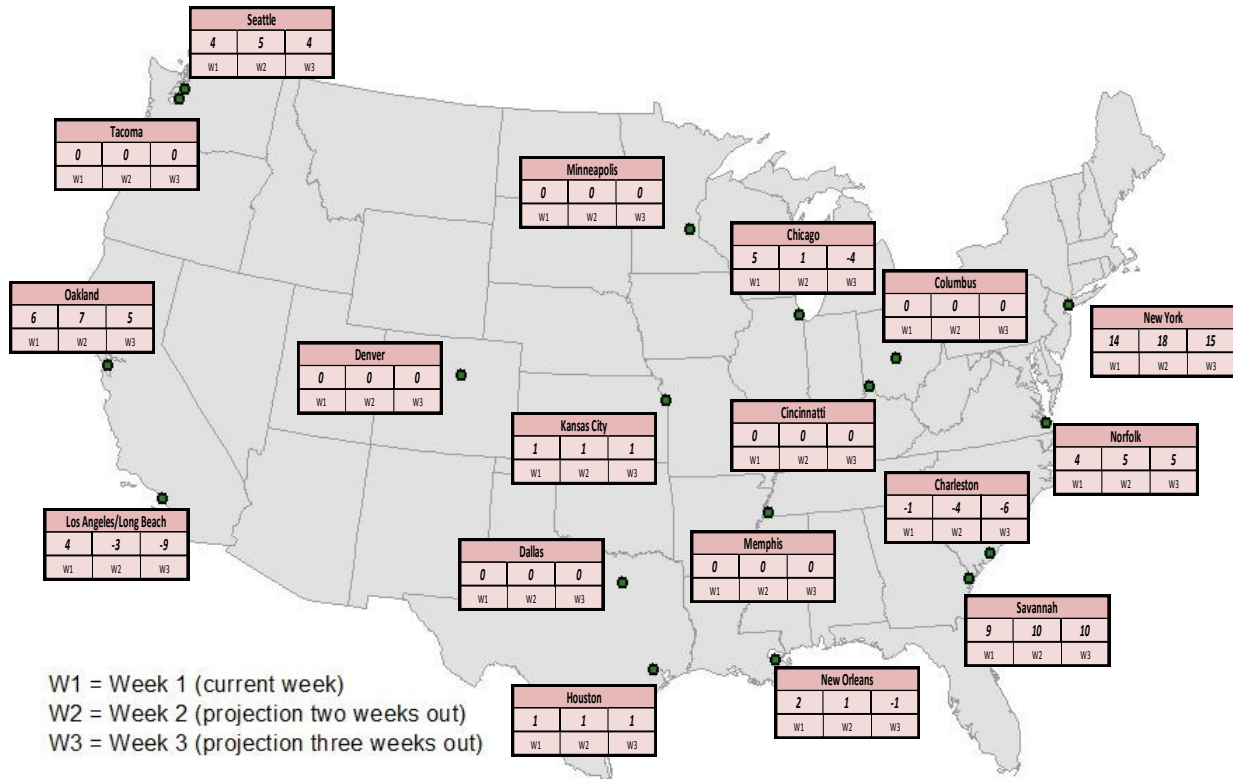 Seattle
4 5 4
W1 W2 W3
Tacoma
0 0 0
W1 W2 W3
Minneapolis
0 0 0
W1 W2 W3
Chicago
5 1 -4
W1 W2 W3
Columbus
0 0 0
W1 W2 W3
Oakland
6 7 5
W1 W2 W3
New York
14 18 15
W1 W2 W3
Denver
0 0 0
W1 W2 W3
Kansas City
1 1 1
W1 W2 W3
Cincinnatti
0 0 0
W1 W2 W3
Norfolk
4 5 5
W1 W2 W3
Charleston
-1 -4 -6
W1 W2 W3
Los Angeles/Long Beach
4 -3 -9
W1 W2 W3
Dallas
0 0 0
W1 W2 W3
Memphis
0 0 0
W1 W2 W3
Savannah
9 10 10
W1 W2 W3
New Orleans
2 1 -1
W1 W2 W3
Houston
1 1 1
W1 W2 W3
W1 = Week 1 (current week)
W2 = Week 2 (projection two weeks out)
W3 = Week 3 (projection three weeks out)